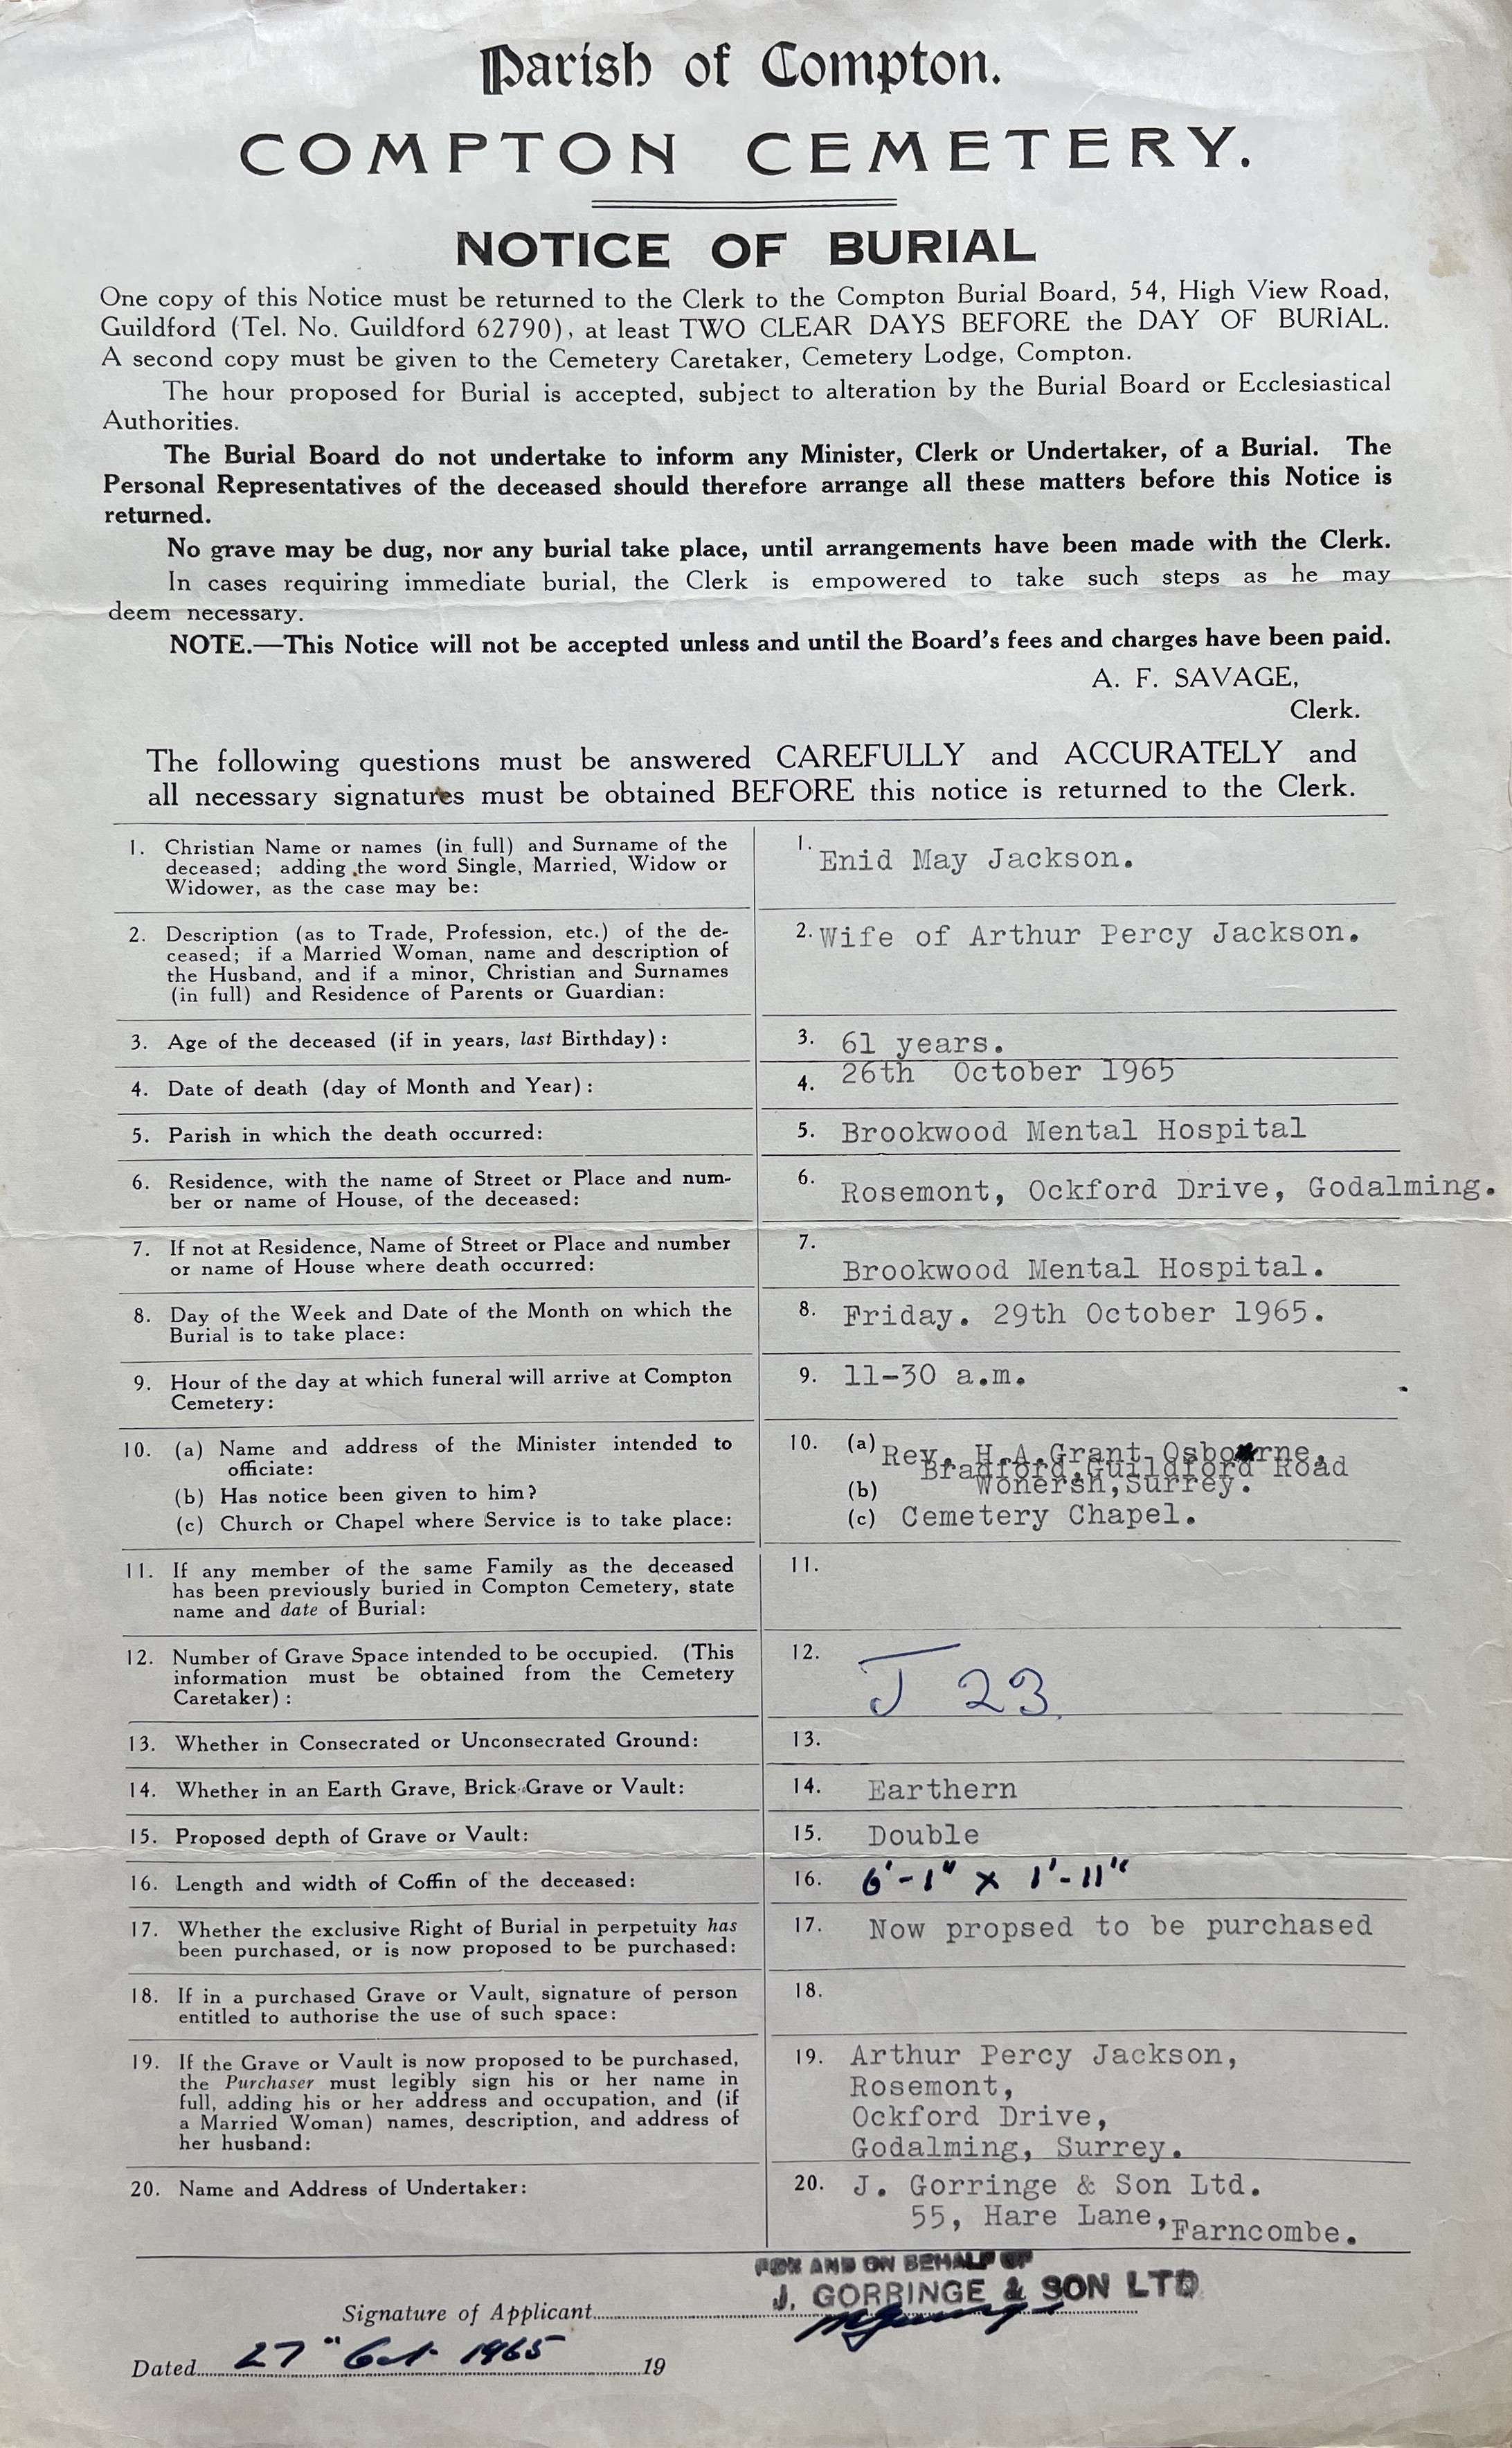 Parish of Compton.
COMPTON CEMETERY.
NOTICE OF BURIAL
One copy of this Notice must be returned to the Clerk to the Compton Burial Board, 54, High View Road,
Guildford (Tel. No. Guildford 62790), at least TWO CLEAR DAYS BEFORE the DAY OF BURIAL.
A second copy must be given to the Cemetery Caretaker, Cemetery Lodge, Compton.
The hour proposed for Burial is accepted, subject to alteration by the Burial Board or Ecclesiastical
Authorities.
The Burial Board do not undertake to inform any Minister, Clerk or Undertaker, of a Burial. The
Personal Representatives of the deceased should therefore arrange all these matters before this Notice is
returned.
No grave may be dug, nor any burial take place, until arrangements have been made with the Clerk.
In cases requiring immediate burial, the Clerk is empowered to take such steps as he may
deem necessary.
NOTE.—This Notice will not be accepted unless and until the Board's fees and charges have been paid.
A. F. SAVAGE,
Clerk.
The following questions must be answered CAREFULLY and ACCURATELY and
all necessary signatures must be obtained BEFORE this notice is returned to the Clerk.
1. Christian Name or names (in full) and Surname of the
deceased; adding the word Single, Married, Widow or
Widower, as the case may be:
1. Enid May Jackson.
2. Description (as to Trade, Profession, etc.) of the de-
ceased; if a Married Woman, name and description of
the Husband, and if a minor, Christian and Surnames
(in full) and Residence of Parents or Guardian:
2. Wife of Arthur Percy Jackson.
3. Age of the deceased (if in years, last Birthday):
3. 61 years.
4. Date of death (day of Month and Year):
4. 26th October 1965
5. Parish in which the death occurred:
5. Brookwood Mental Hospital
6. Residence, with the name of Street or Place and num-
ber or name of House, of the deceased:
6. Rosemont, Ockford Drive, Godalming.
7. If not at Residence, Name of Street or Place and number
or name of House where death occurred:
7.
Brookwood Mental Hospital.
8. Day of the Week and Date of the Month on which the
Burial is to take place:
8. Friday. 29th October 1965.
9. Hour of the day at which funeral will arrive at Compton
Cemetery:
9. 11-30 a.m.
10. (a) Name and address of the Minister intended to
officiate:
(b) Has notice been given to him?
(c) Church or Chapel where Service is to take place:
10. (a) Rev. H.A.Grant Osborne,
Bradford,Guildford Road
(b) Wonersh,Surrey.
(c) Cemetery Chapel.
11. If any member of the same Family as the deceased
has been previously buried in Compton Cemetery, state
name and date of Burial:
11.
12. Number of Grave Space intended to be occupied. (This
information must be obtained from the Cemetery
Caretaker):
12. J 23.
13. Whether in Consecrated or Unconsecrated Ground:
13.
14. Whether in an Earth Grave, Brick Grave or Vault:
14. Earthern
15. Proposed depth of Grave or Vault:
15. Double
16. Length and width of Coffin of the deceased:
16. 6'-1" x 1'-11"
17. Whether the exclusive Right of Burial in perpetuity has
been purchased, or is now proposed to be purchased:
17. Now propsed to be purchased
18. If in a purchased Grave or Vault, signature of person
entitled to authorise the use of such space:
18.
19. If the Grave or Vault is now proposed to be purchased,
the Purchaser must legibly sign his or her name in
full, adding his or her address and occupation, and (if
a Married Woman) names, description, and address of
her husband:
19. Arthur Percy Jackson,
Rosemont,
Ockford Drive,
Godalming, Surrey.
20. Name and Address of Undertaker:
20. J. Gorringe & Son Ltd.
55, Hare Lane, Farncombe.
FOR AND ON BEHALF OF
J. GORRINGE & SON LTD
Signature of Applicant
Dated 27" Oct. 1965 19